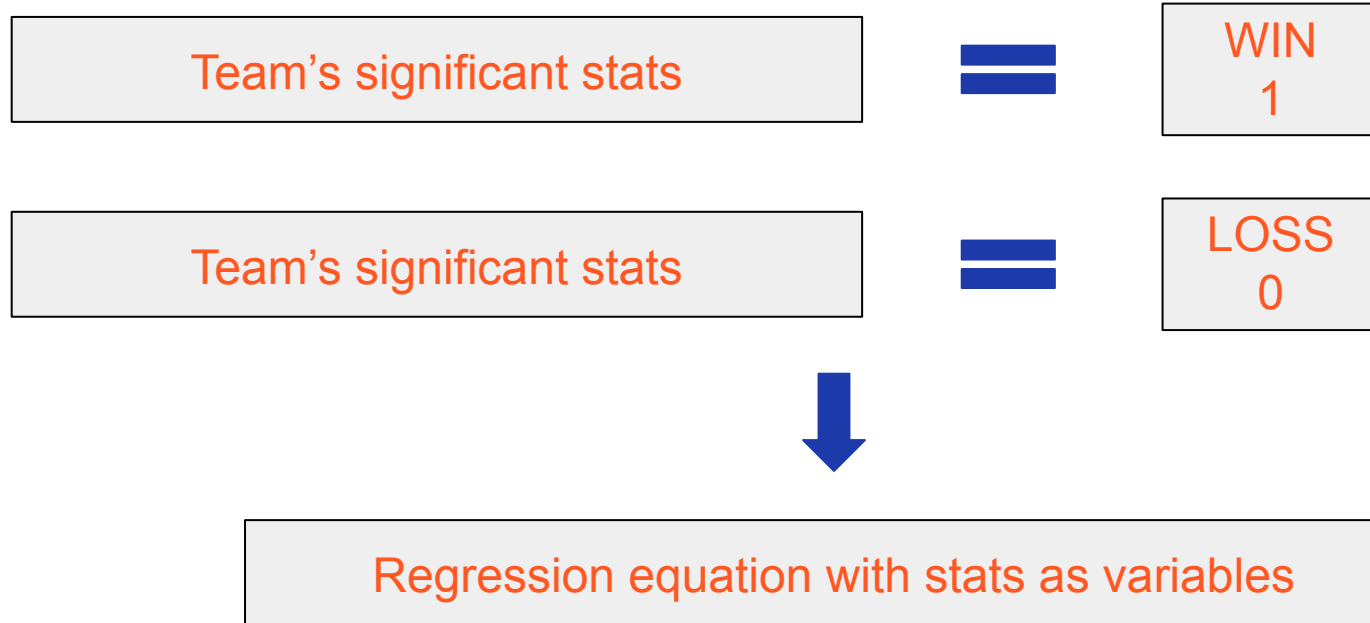 Team’s significant stats
WIN
1
Team’s significant stats
LOSS
0
Regression equation with stats as variables